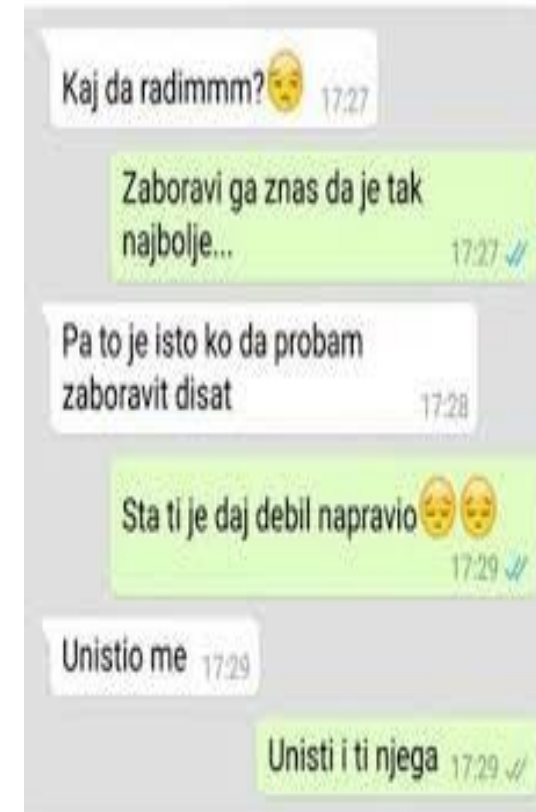 Kaj da radimmm?😔 17:27
Zaboravi ga znas da je tak
najbolje... 17:27
Pa to je isto ko da probam
zaboravit disat 17:28
Sta ti je daj debil napravio😔😔
17:29
Unistio me 17:29
Unisti i ti njega 17:29